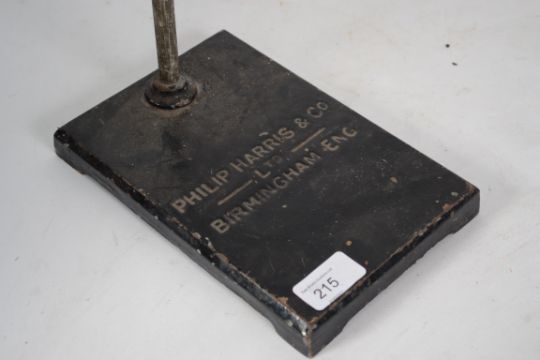 PHILIP HARRIS & CO
LTD.
BIRMINGHAM·ENG
215